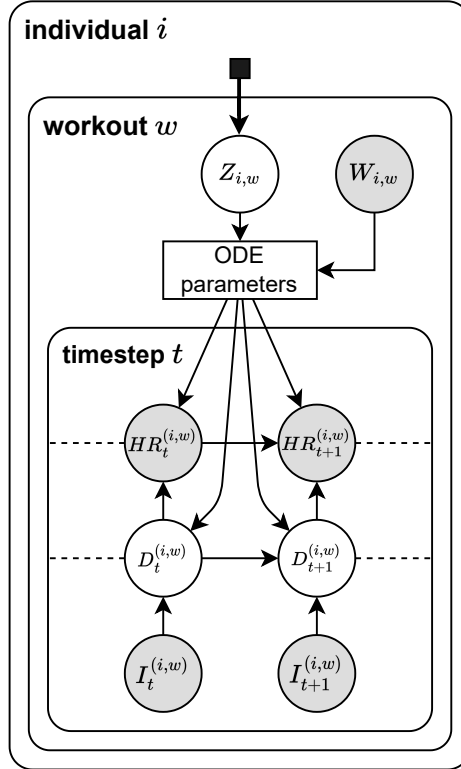 individual i
workout w
Z_{i,w} W_{i,w}
ODE
parameters
timestep t
HR_t^{(i,w)} HR_{t+1}^{(i,w)}
D_t^{(i,w)} D_{t+1}^{(i,w)}
I_t^{(i,w)} I_{t+1}^{(i,w)}